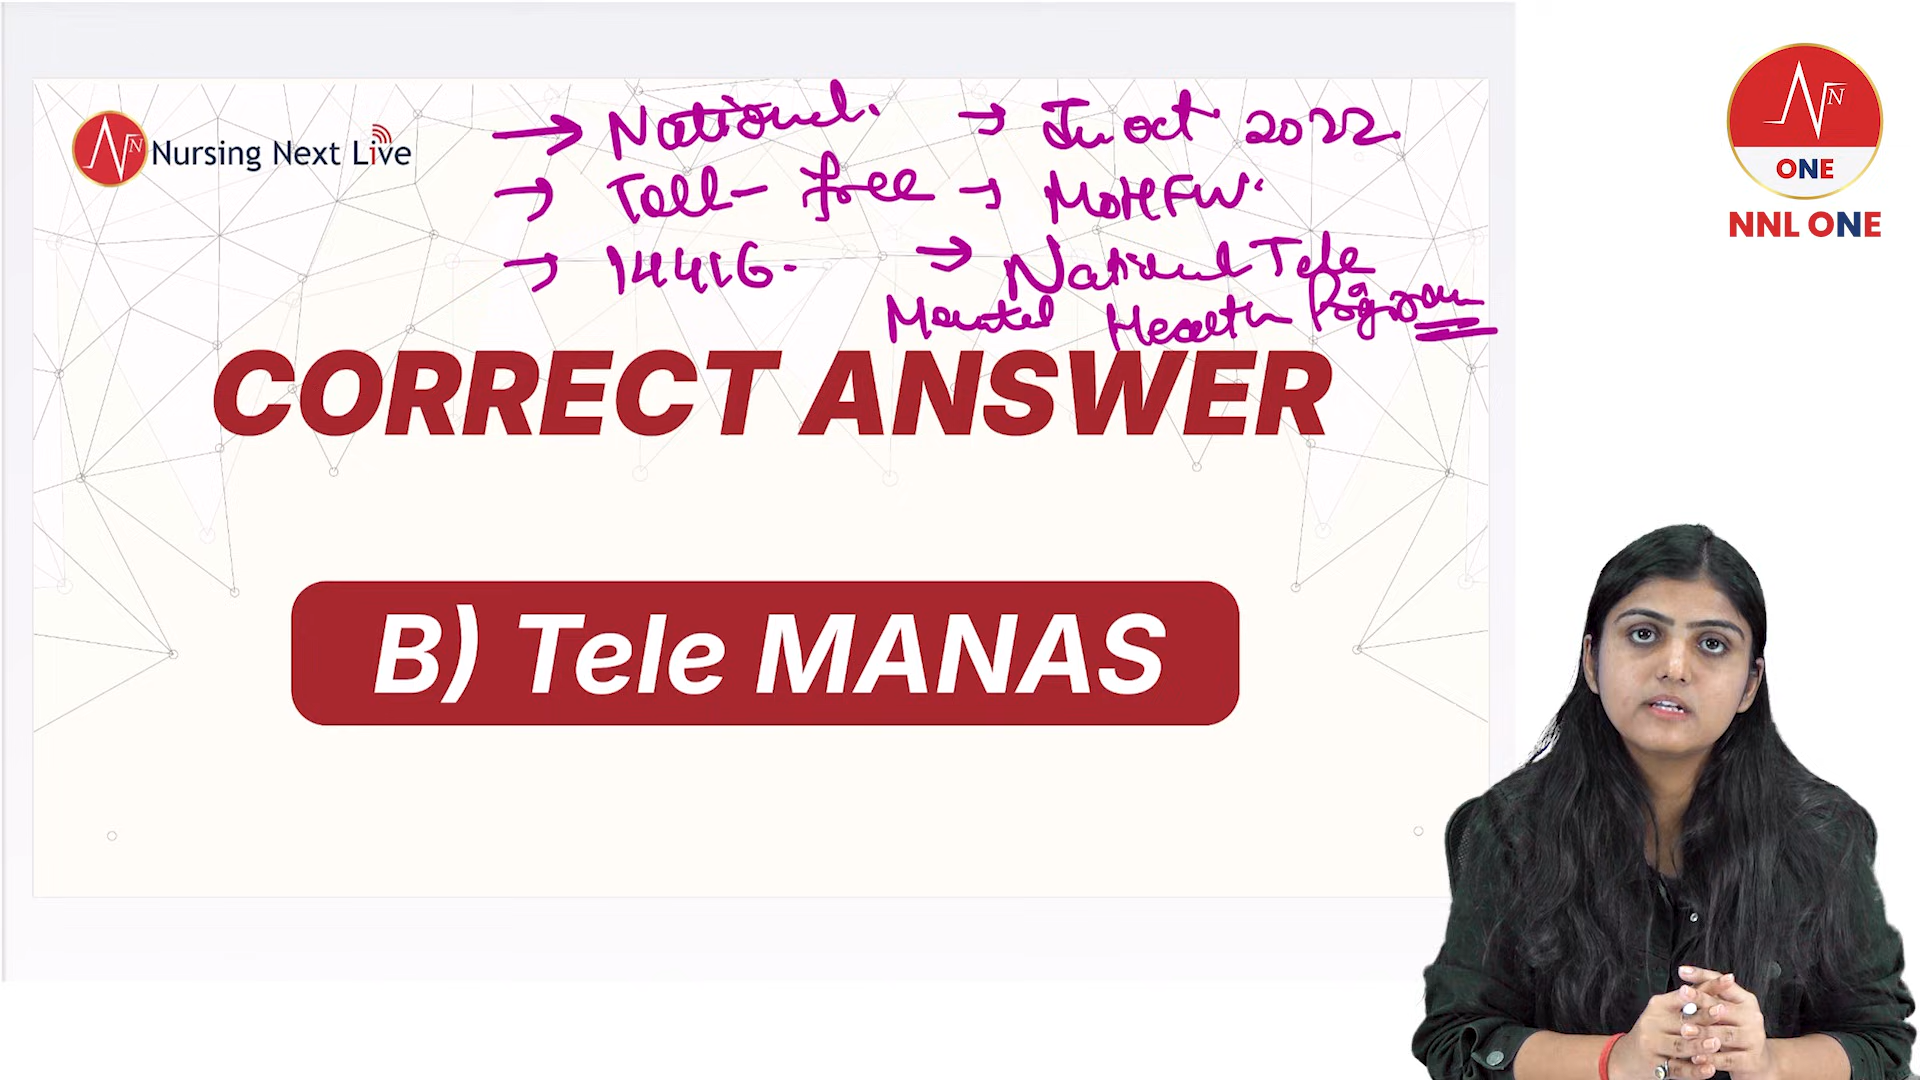 Nursing Next Live
→ National. → In oct 2022.
→ Toll-free → MOHFW.
→ 14416. → National Tele
Mental Health Program
CORRECT ANSWER
B) Tele MANAS
N N
ONE
NNL ONE